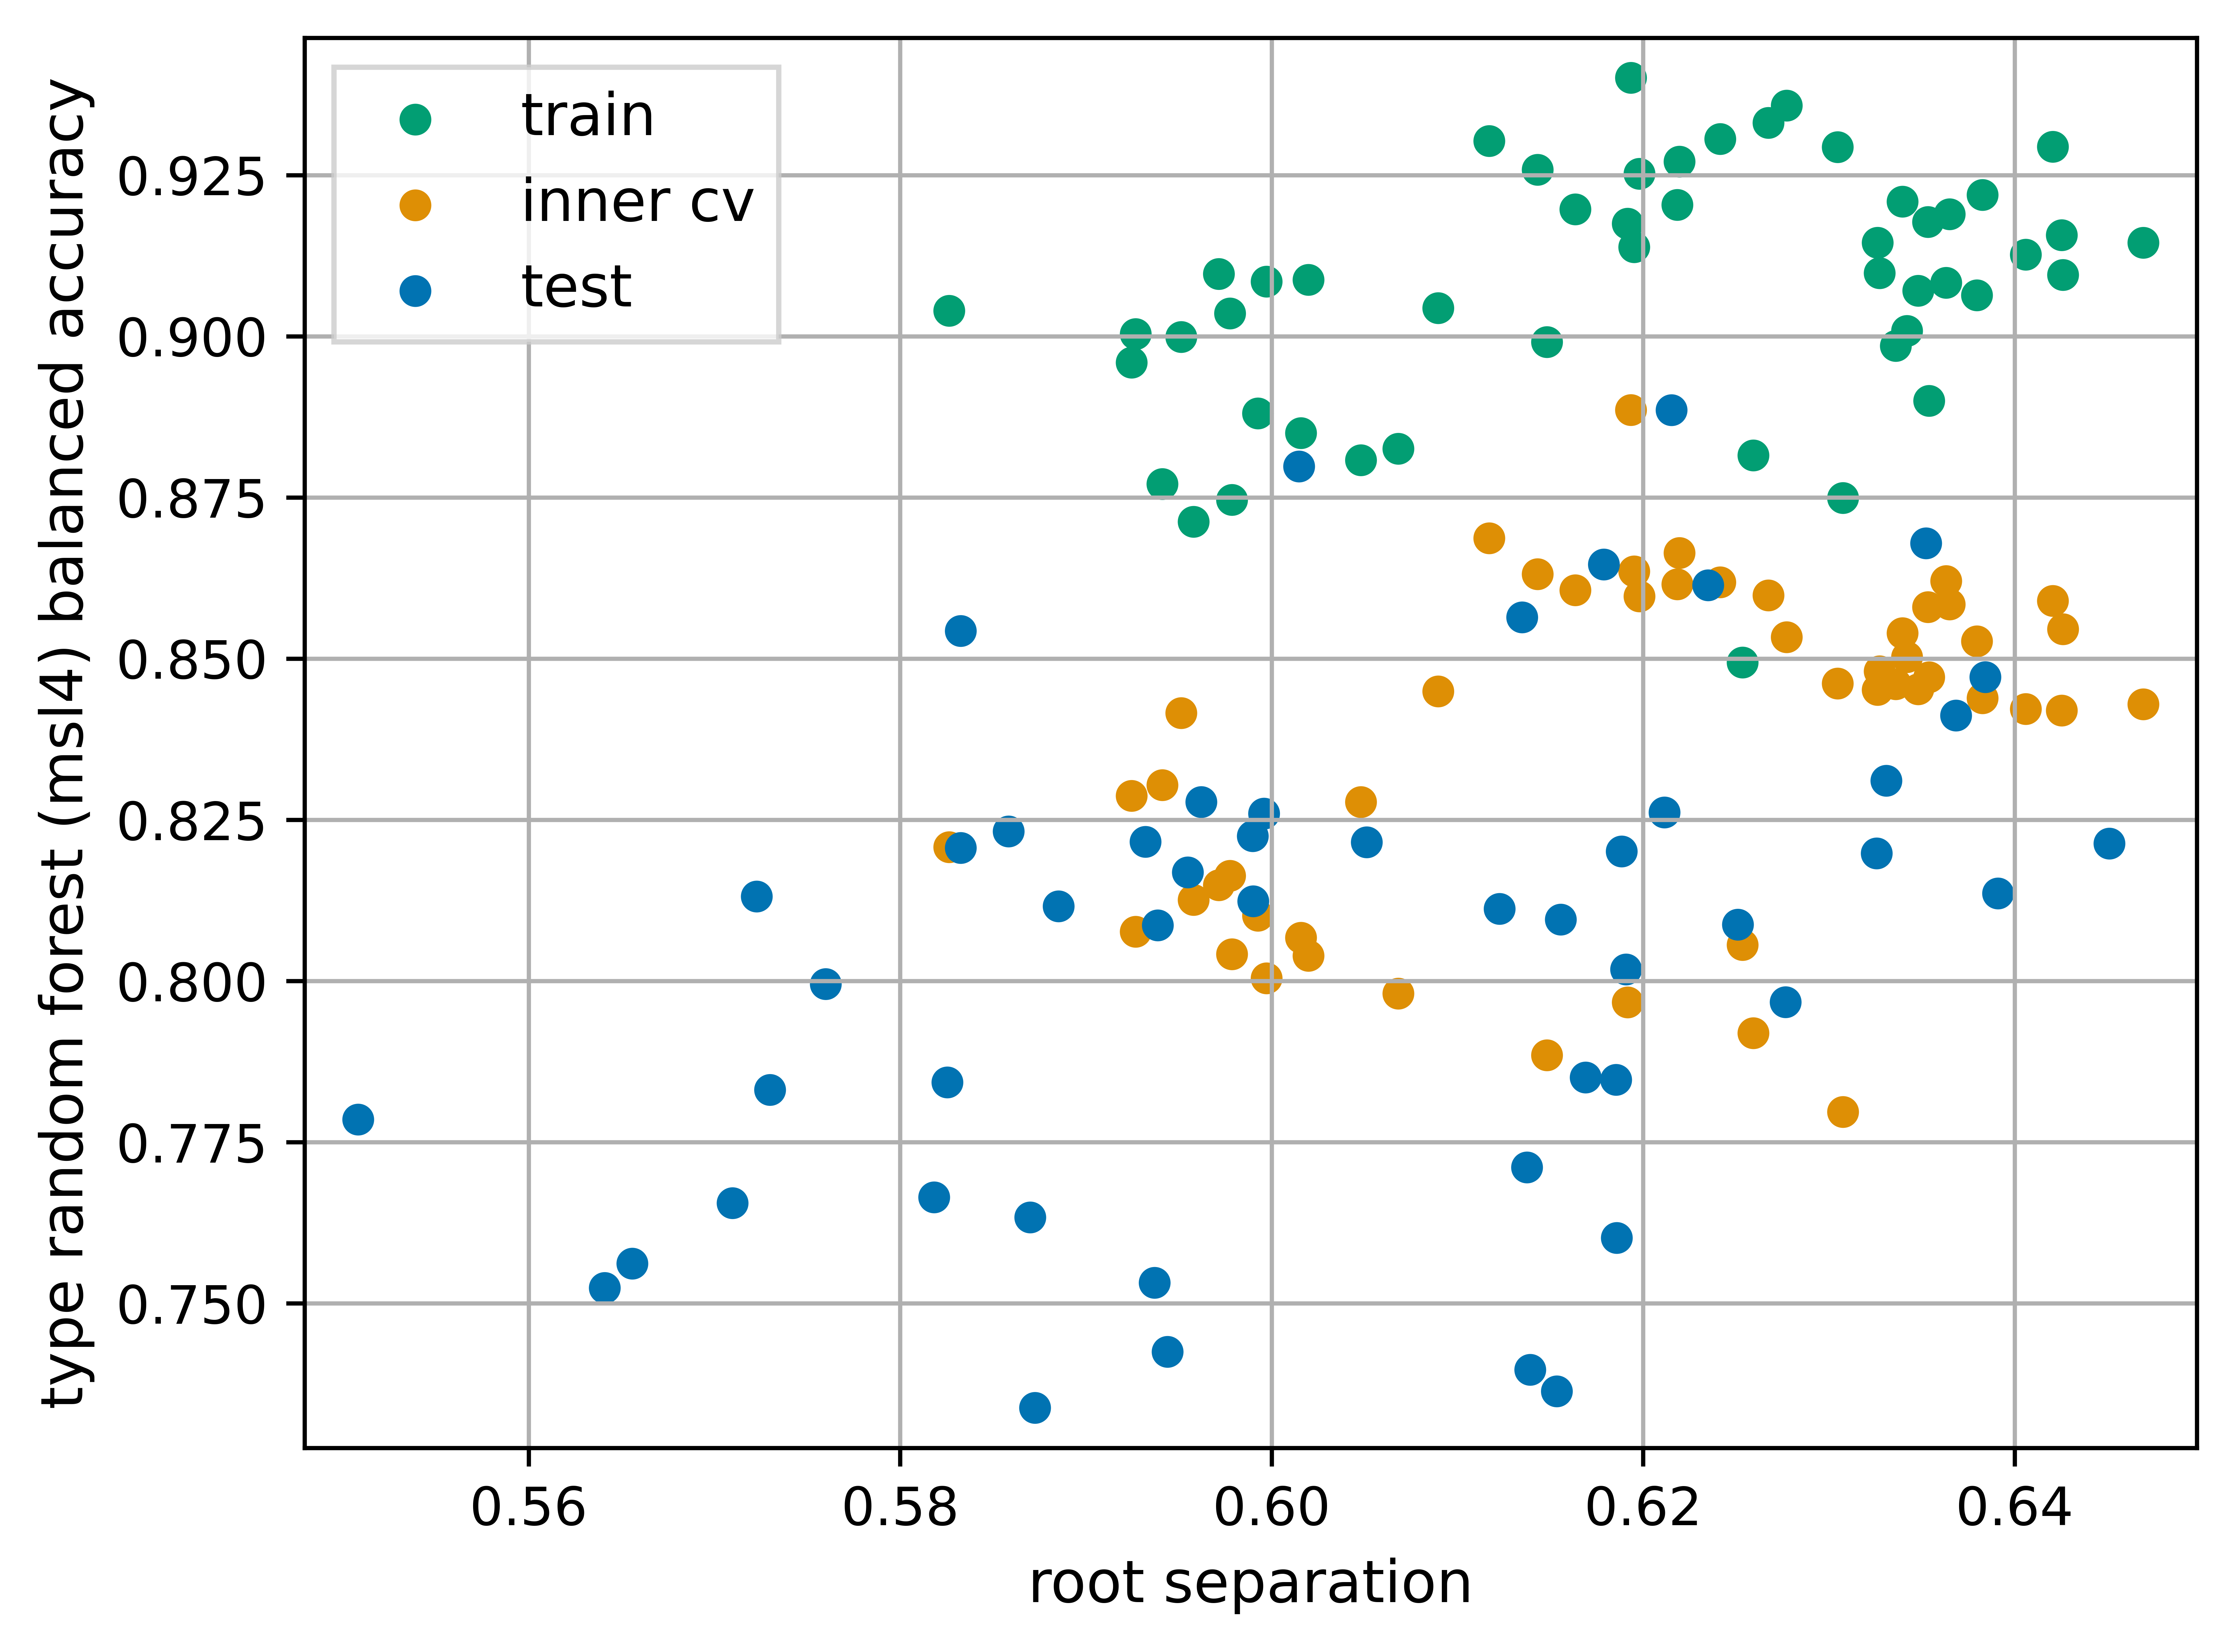 train
inner cv
test
type random forest (msl4) balanced accuracy
0.925
0.900
0.875
0.850
0.825
0.800
0.775
0.750
0.56
0.58
0.60
0.62
0.64
root separation